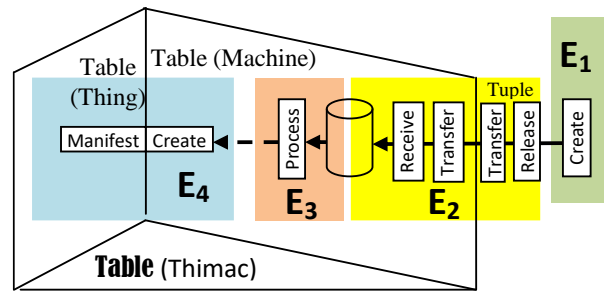 E1
Table (Machine)
Table
(Thing)
Tuple
Manifest
Create
Process
Receive
Transfer
Transfer
Release
Create
E4
E3
E2
Table (Thimac)